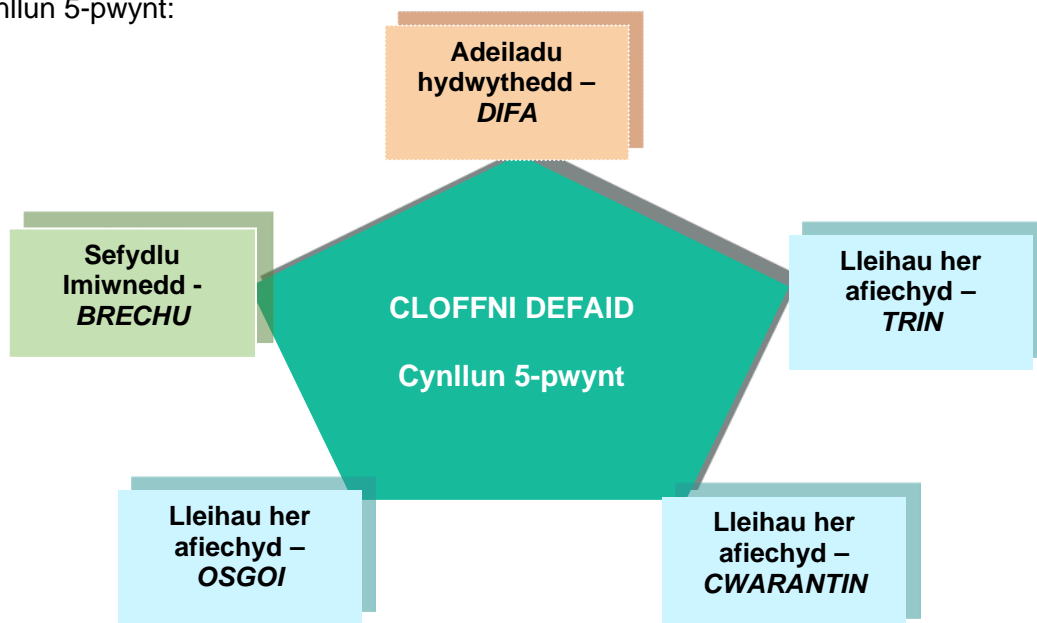 nllun 5-pwynt:
Adeiladu
hydwythedd –
DIFA
Sefydlu
Imiwnedd -
BRECHU
Lleihau her
afiechyd –
TRIN
CLOFFNI DEFAID
Cynllun 5-pwynt
Lleihau her
afiechyd –
OSGOI
Lleihau her
afiechyd –
CWARANTIN